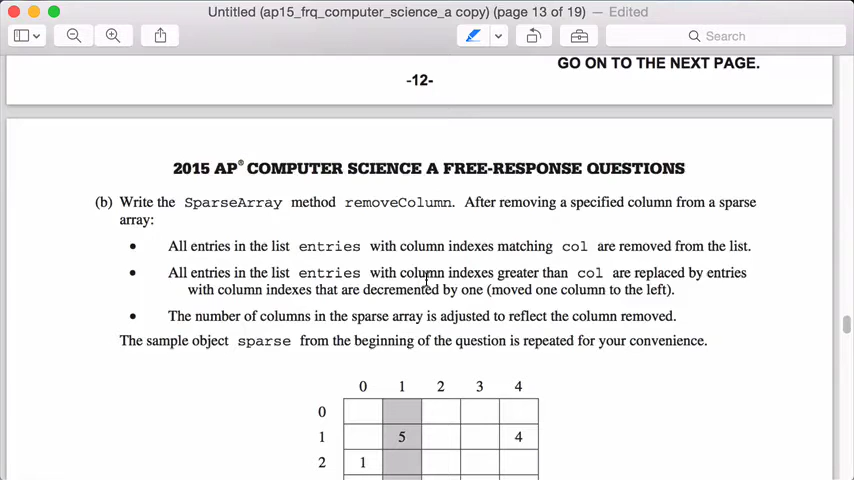 Untitled (ap15_frq_computer_science_a copy) (page 13 of 19) — Edited
Search
GO ON TO THE NEXT PAGE.
-12-
2015 AP® COMPUTER SCIENCE A FREE-RESPONSE QUESTIONS
(b) Write the SparseArray method removeColumn. After removing a specified column from a sparse
array:
• All entries in the list entries with column indexes matching col are removed from the list.
• All entries in the list entries with column indexes greater than col are replaced by entries
with column indexes that are decremented by one (moved one column to the left).
• The number of columns in the sparse array is adjusted to reflect the column removed.
The sample object sparse from the beginning of the question is repeated for your convenience.
0 1 2 3 4
0
1 5 4
2 1